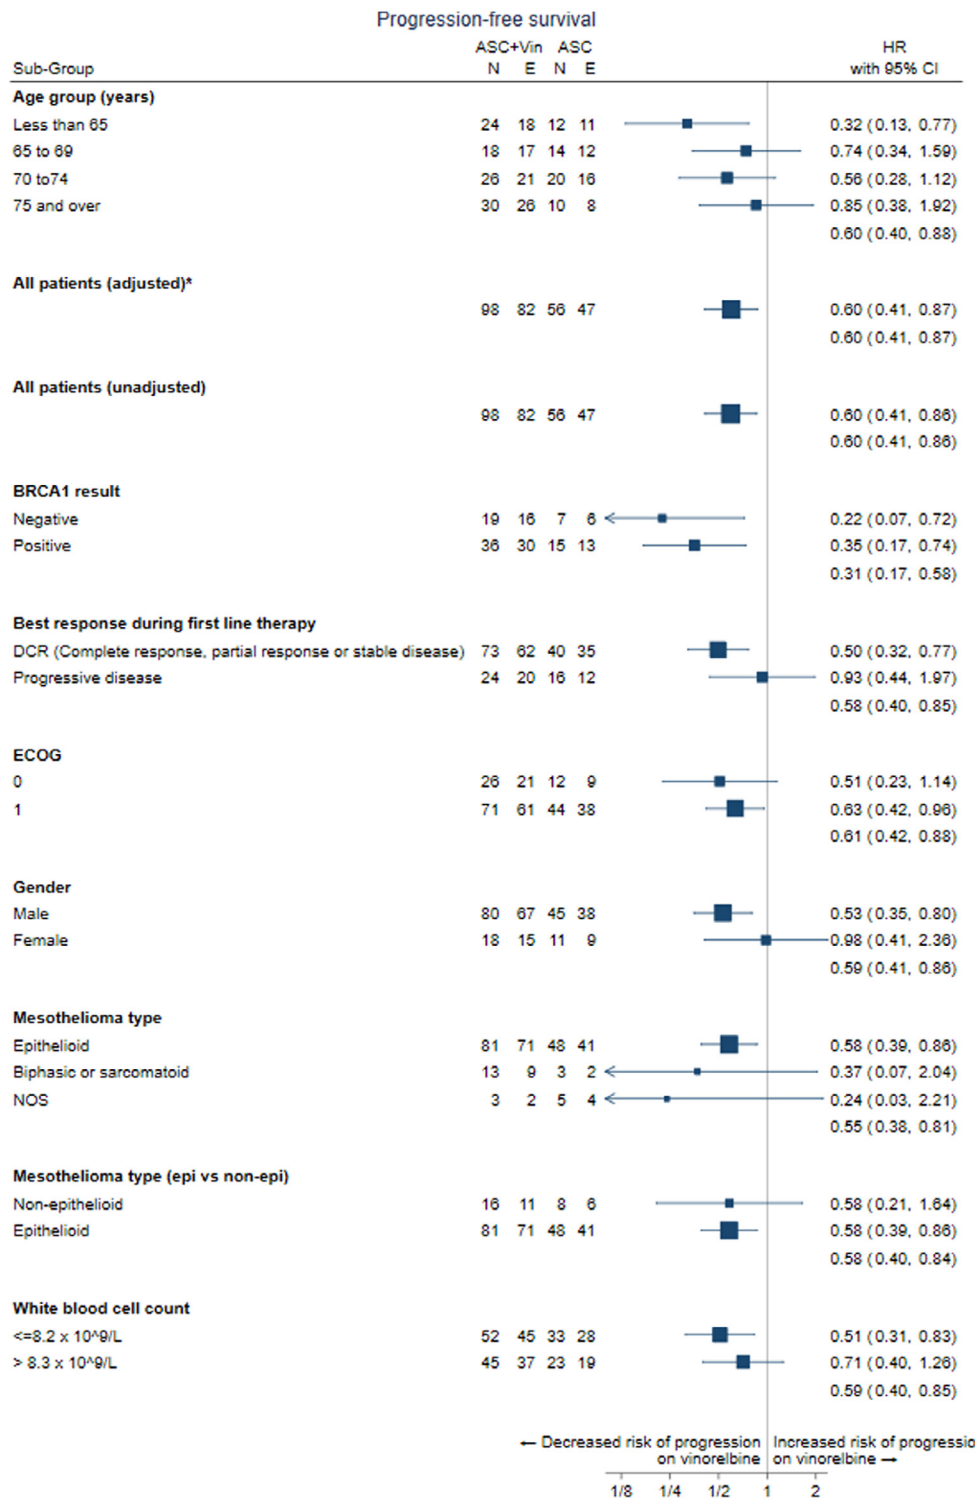 Progression-free survival
ASC+Vin ASC HR
Sub-Group N E N E with 95% CI
Age group (years)
Less than 65 24 18 12 11 0.32 (0.13, 0.77)
65 to 69 18 17 14 12 0.74 (0.34, 1.59)
70 to74 26 21 20 16 0.56 (0.28, 1.12)
75 and over 30 26 10 8 0.85 (0.38, 1.92)
0.60 (0.40, 0.88)
All patients (adjusted)*
98 82 56 47 0.60 (0.41, 0.87)
0.60 (0.41, 0.87)
All patients (unadjusted)
98 82 56 47 0.60 (0.41, 0.86)
0.60 (0.41, 0.86)
BRCA1 result
Negative 19 16 7 6 0.22 (0.07, 0.72)
Positive 36 30 15 13 0.35 (0.17, 0.74)
0.31 (0.17, 0.58)
Best response during first line therapy
DCR (Complete response, partial response or stable disease) 73 62 40 35 0.50 (0.32, 0.77)
Progressive disease 24 20 16 12 0.93 (0.44, 1.97)
0.58 (0.40, 0.85)
ECOG
0 26 21 12 9 0.51 (0.23, 1.14)
1 71 61 44 38 0.63 (0.42, 0.96)
0.61 (0.42, 0.88)
Gender
Male 80 67 45 38 0.53 (0.35, 0.80)
Female 18 15 11 9 0.98 (0.41, 2.36)
0.59 (0.41, 0.86)
Mesothelioma type
Epithelioid 81 71 48 41 0.58 (0.39, 0.86)
Biphasic or sarcomatoid 13 9 3 2 0.37 (0.07, 2.04)
NOS 3 2 5 4 0.24 (0.03, 2.21)
0.55 (0.38, 0.81)
Mesothelioma type (epi vs non-epi)
Non-epithelioid 16 11 8 6 0.58 (0.21, 1.64)
Epithelioid 81 71 48 41 0.58 (0.39, 0.86)
0.58 (0.40, 0.84)
White blood cell count
<=8.2 x 10^9/L 52 45 33 28 0.51 (0.31, 0.83)
> 8.3 x 10^9/L 45 37 23 19 0.71 (0.40, 1.26)
0.59 (0.40, 0.85)
← Decreased risk of progression Increased risk of progressio
on vinorelbine on vinorelbine →
1/8 1/4 1/2 1 2